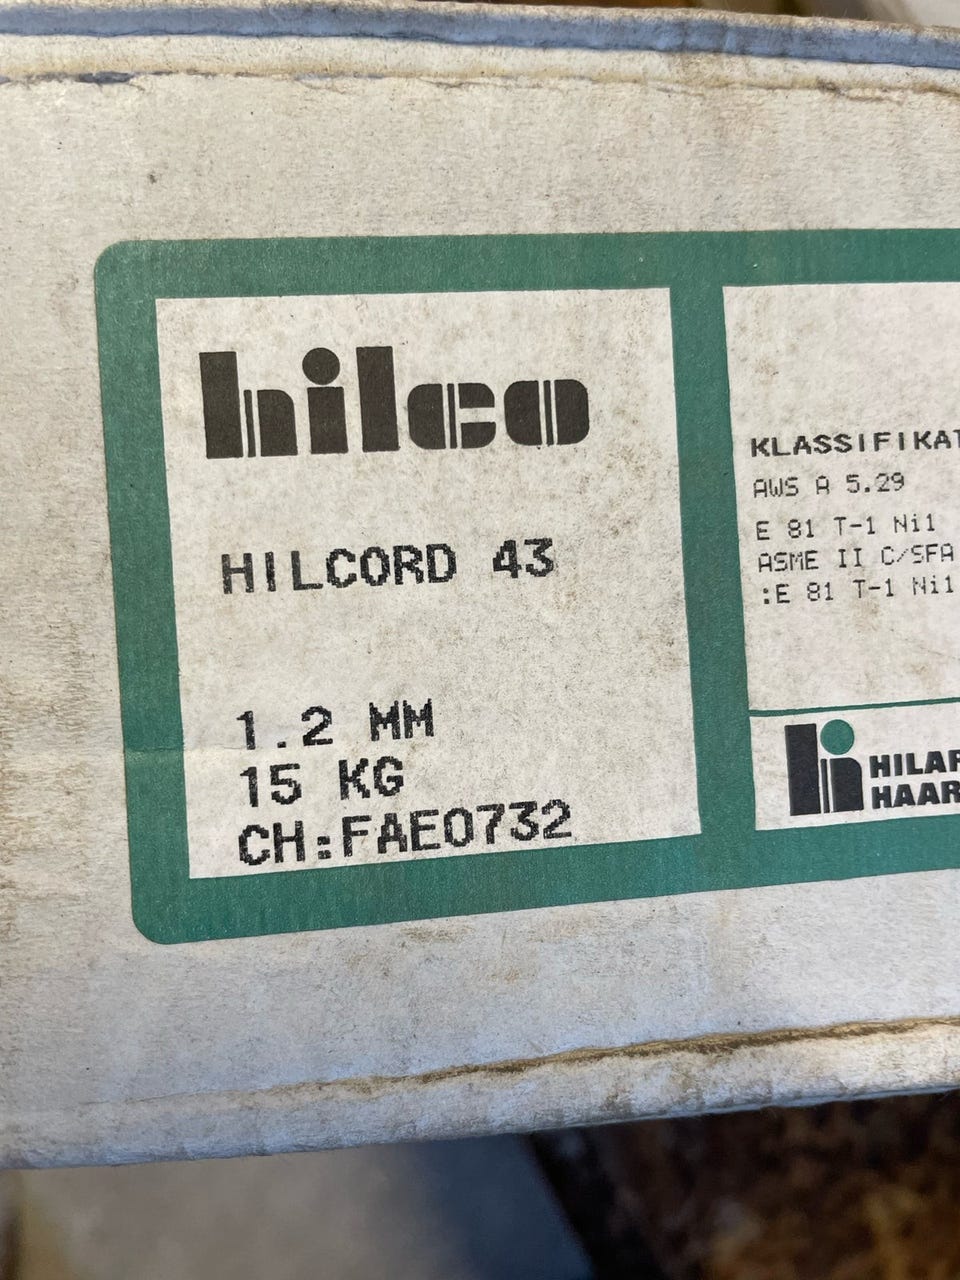 hilco
HILCORD 43
1.2 MM
15 KG
CH:FAE0732
KLASSIFIKAT
AWS A 5.29
E 81 T-1 Ni1
ASME II C/SFA
:E 81 T-1 Ni1
HILAR
HAAR